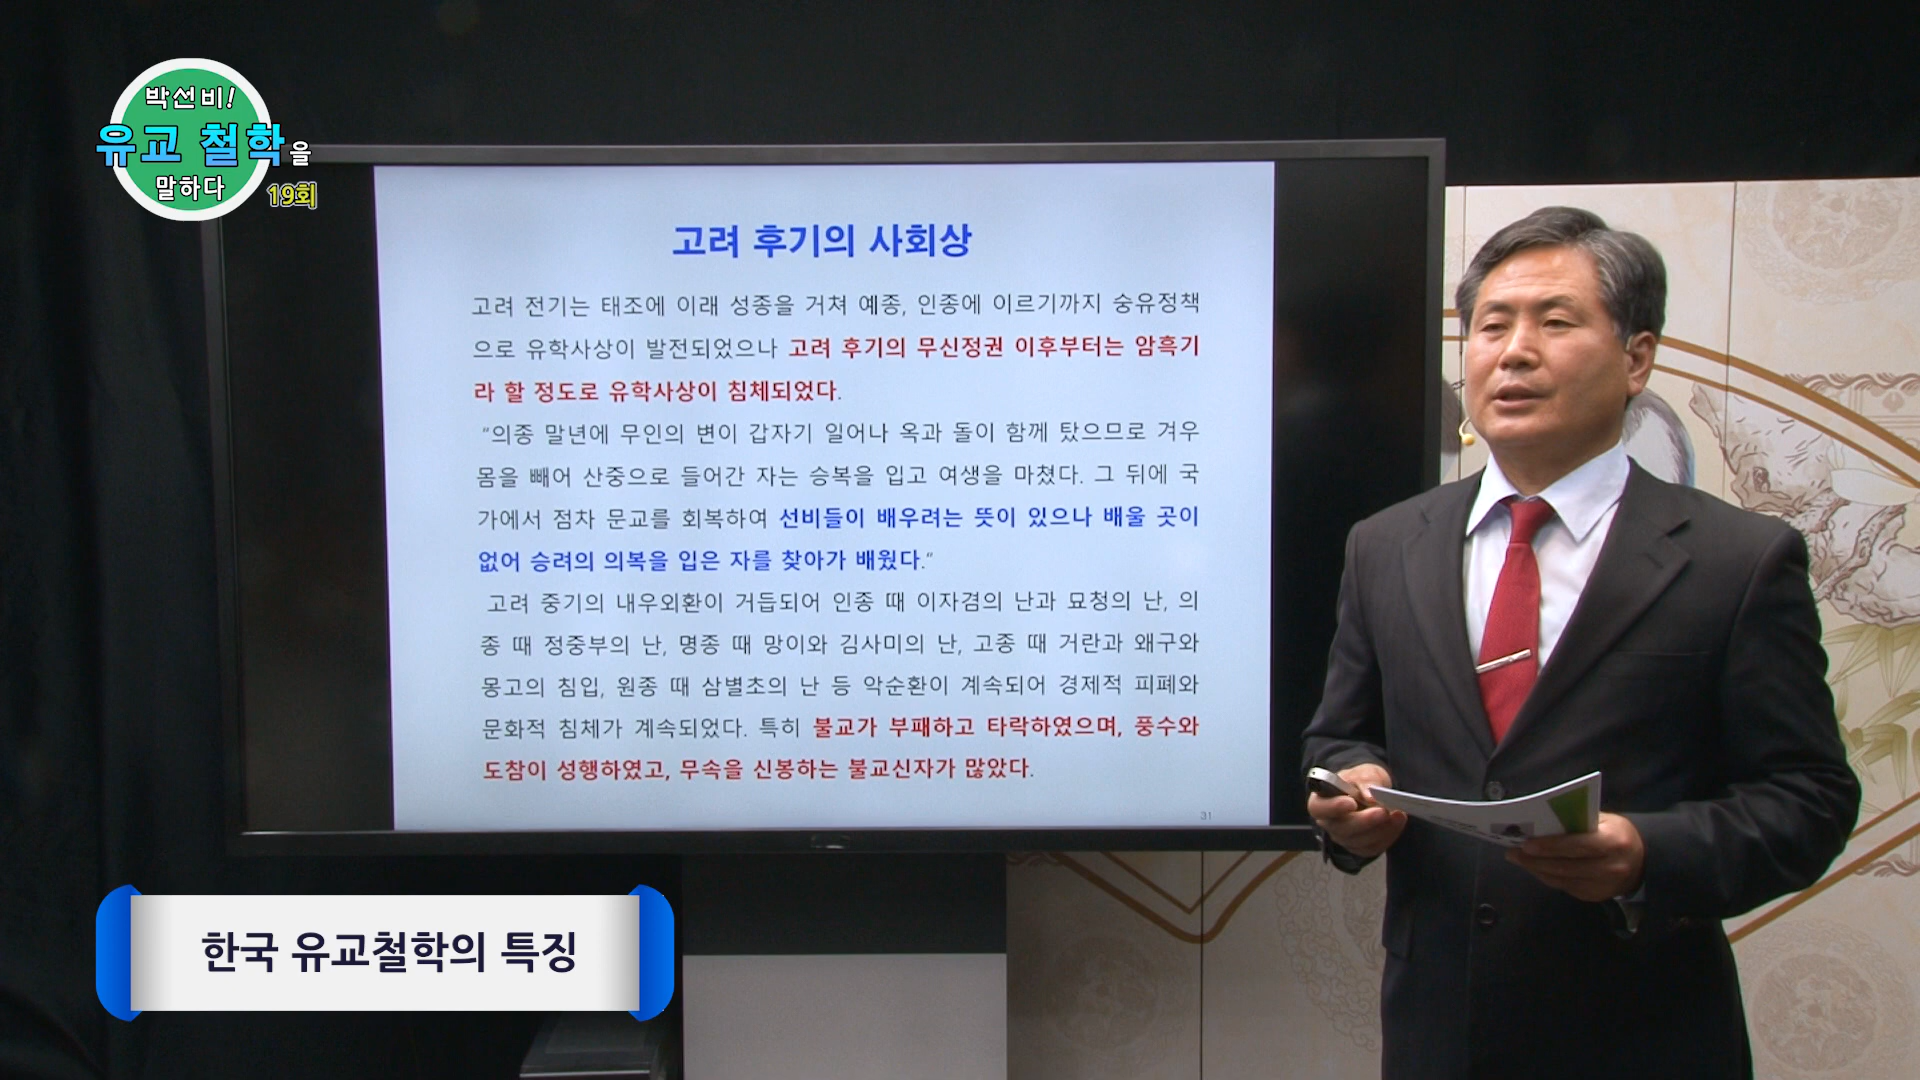 박선비!
유교 철학을
말하다
19회
고려 후기의 사회상
고려 전기는 태조에 이래 성종을 거쳐 예종, 인종에 이르기까지 숭유정책
으로 유학사상이 발전되었으나 고려 후기의 무신정권 이후부터는 암흑기
라 할 정도로 유학사상이 침체되었다.
“의종 말년에 무인의 변이 갑자기 일어나 옥과 돌이 함께 탔으므로 겨우
몸을 빼어 산중으로 들어간 자는 승복을 입고 여생을 마쳤다. 그 뒤에 국
가에서 점차 문교를 회복하여 선비들이 배우려는 뜻이 있으나 배울 곳이
없어 승려의 의복을 입은 자를 찾아가 배웠다.”
고려 중기의 내우외환이 거듭되어 인종 때 이자겸의 난과 묘청의 난, 의
종 때 정중부의 난, 명종 때 망이와 김사미의 난, 고종 때 거란과 왜구와
몽고의 침입, 원종 때 삼별초의 난 등 악순환이 계속되어 경제적 피폐와
문화적 침체가 계속되었다. 특히 불교가 부패하고 타락하였으며, 풍수와
도참이 성행하였고, 무속을 신봉하는 불교신자가 많았다.
31
한국 유교철학의 특징